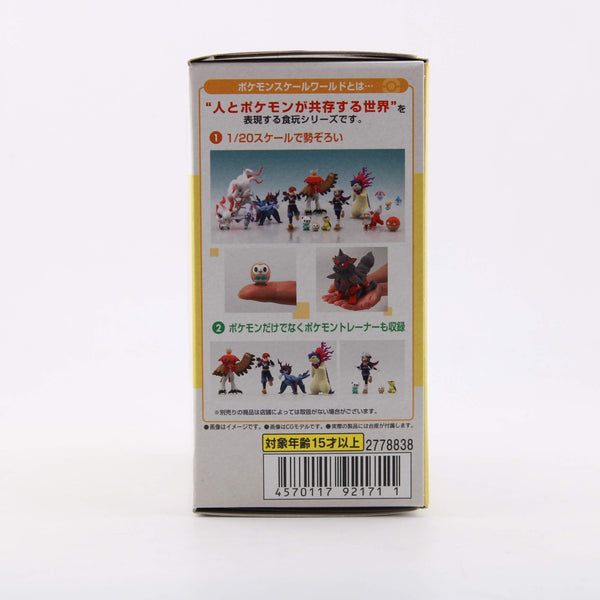 ポケモンスケールワールドとは…
“人とポケモンが共存する世界”を
表現する食玩シリーズです。
1 1/20スケールで勢ぞろい
2 ポケモンだけでなくポケモントレーナーも収録
※別売りの商品は店舗によっては取扱がない場合がございます。
●画像はイメージです。●画像はCGモデルです。●実際の製品には台座が付属します。
対象年齢15才以上 2778838
4570117 92171 1